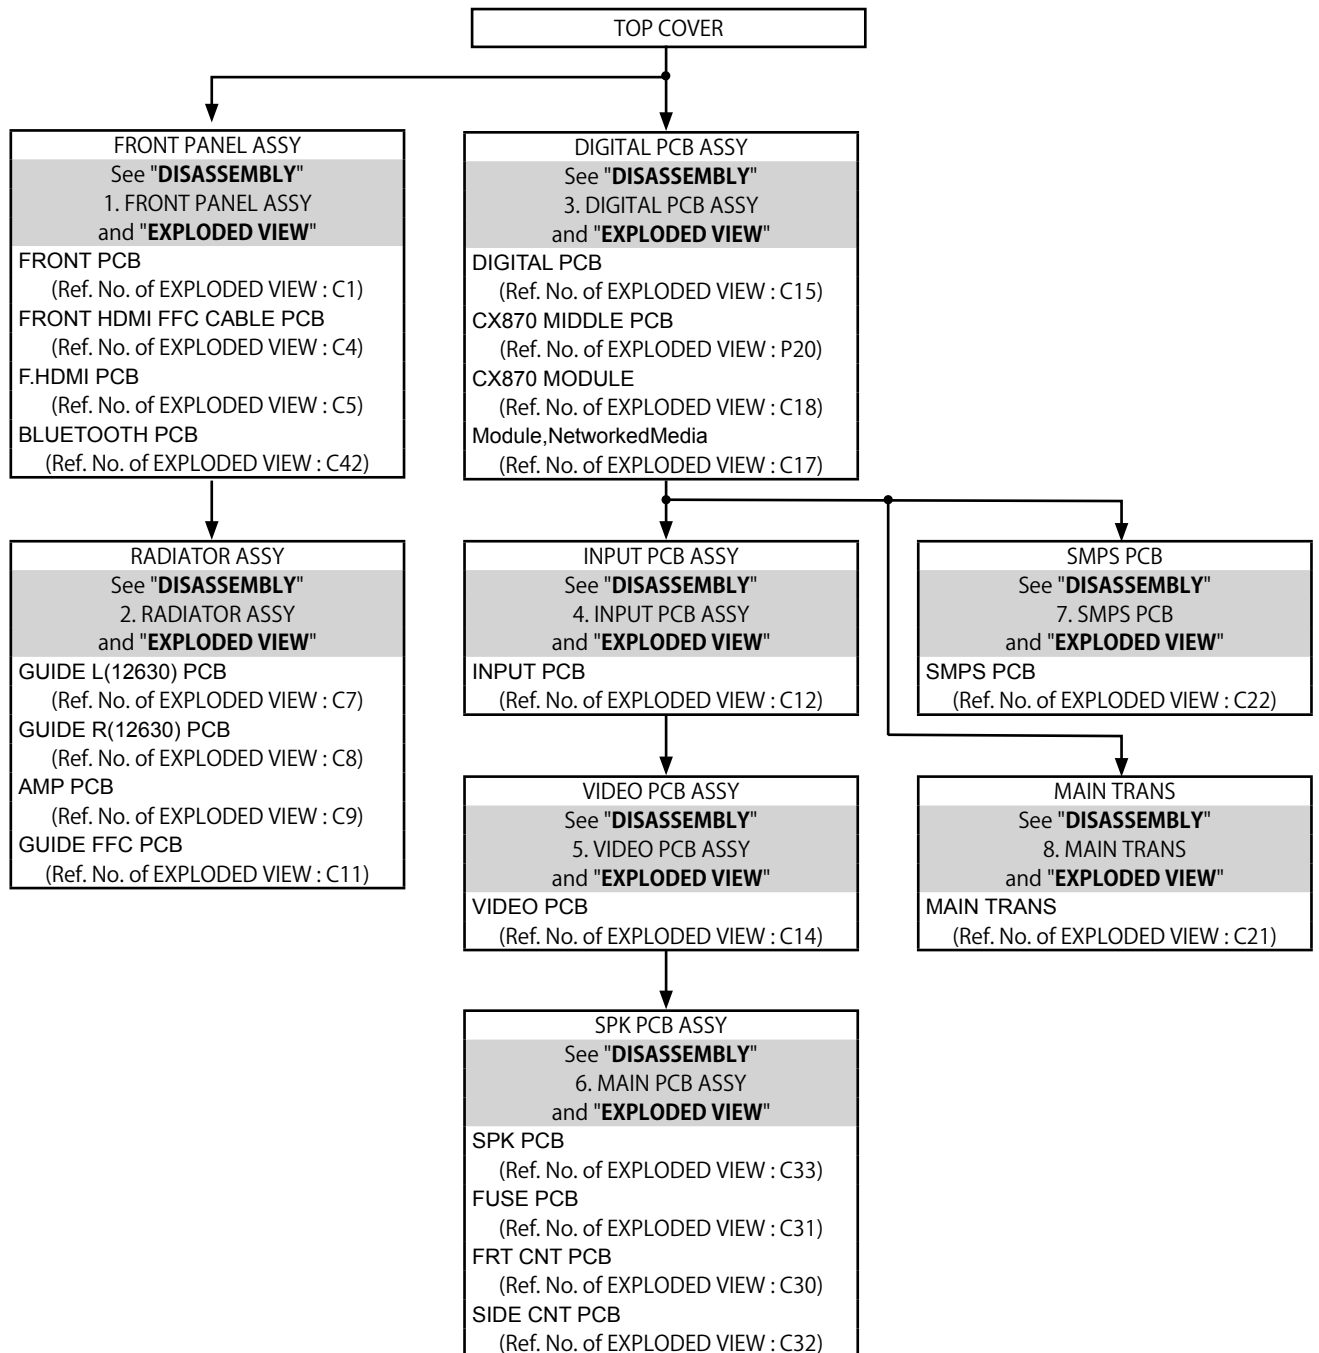 TOP COVER
FRONT PANEL ASSY
See "DISASSEMBLY"
1. FRONT PANEL ASSY
and "EXPLODED VIEW"
FRONT PCB
(Ref. No. of EXPLODED VIEW : C1)
FRONT HDMI FFC CABLE PCB
(Ref. No. of EXPLODED VIEW : C4)
F.HDMI PCB
(Ref. No. of EXPLODED VIEW : C5)
BLUETOOTH PCB
(Ref. No. of EXPLODED VIEW : C42)
DIGITAL PCB ASSY
See "DISASSEMBLY"
3. DIGITAL PCB ASSY
and "EXPLODED VIEW"
DIGITAL PCB
(Ref. No. of EXPLODED VIEW : C15)
CX870 MIDDLE PCB
(Ref. No. of EXPLODED VIEW : P20)
CX870 MODULE
(Ref. No. of EXPLODED VIEW : C18)
Module,NetworkedMedia
(Ref. No. of EXPLODED VIEW : C17)
RADIATOR ASSY
See "DISASSEMBLY"
2. RADIATOR ASSY
and "EXPLODED VIEW"
GUIDE L(12630) PCB
(Ref. No. of EXPLODED VIEW : C7)
GUIDE R(12630) PCB
(Ref. No. of EXPLODED VIEW : C8)
AMP PCB
(Ref. No. of EXPLODED VIEW : C9)
GUIDE FFC PCB
(Ref. No. of EXPLODED VIEW : C11)
INPUT PCB ASSY
See "DISASSEMBLY"
4. INPUT PCB ASSY
and "EXPLODED VIEW"
INPUT PCB
(Ref. No. of EXPLODED VIEW : C12)
SMPS PCB
See "DISASSEMBLY"
7. SMPS PCB
and "EXPLODED VIEW"
SMPS PCB
(Ref. No. of EXPLODED VIEW : C22)
VIDEO PCB ASSY
See "DISASSEMBLY"
5. VIDEO PCB ASSY
and "EXPLODED VIEW"
VIDEO PCB
(Ref. No. of EXPLODED VIEW : C14)
MAIN TRANS
See "DISASSEMBLY"
8. MAIN TRANS
and "EXPLODED VIEW"
MAIN TRANS
(Ref. No. of EXPLODED VIEW : C21)
SPK PCB ASSY
See "DISASSEMBLY"
6. MAIN PCB ASSY
and "EXPLODED VIEW"
SPK PCB
(Ref. No. of EXPLODED VIEW : C33)
FUSE PCB
(Ref. No. of EXPLODED VIEW : C31)
FRT CNT PCB
(Ref. No. of EXPLODED VIEW : C30)
SIDE CNT PCB
(Ref. No. of EXPLODED VIEW : C32)